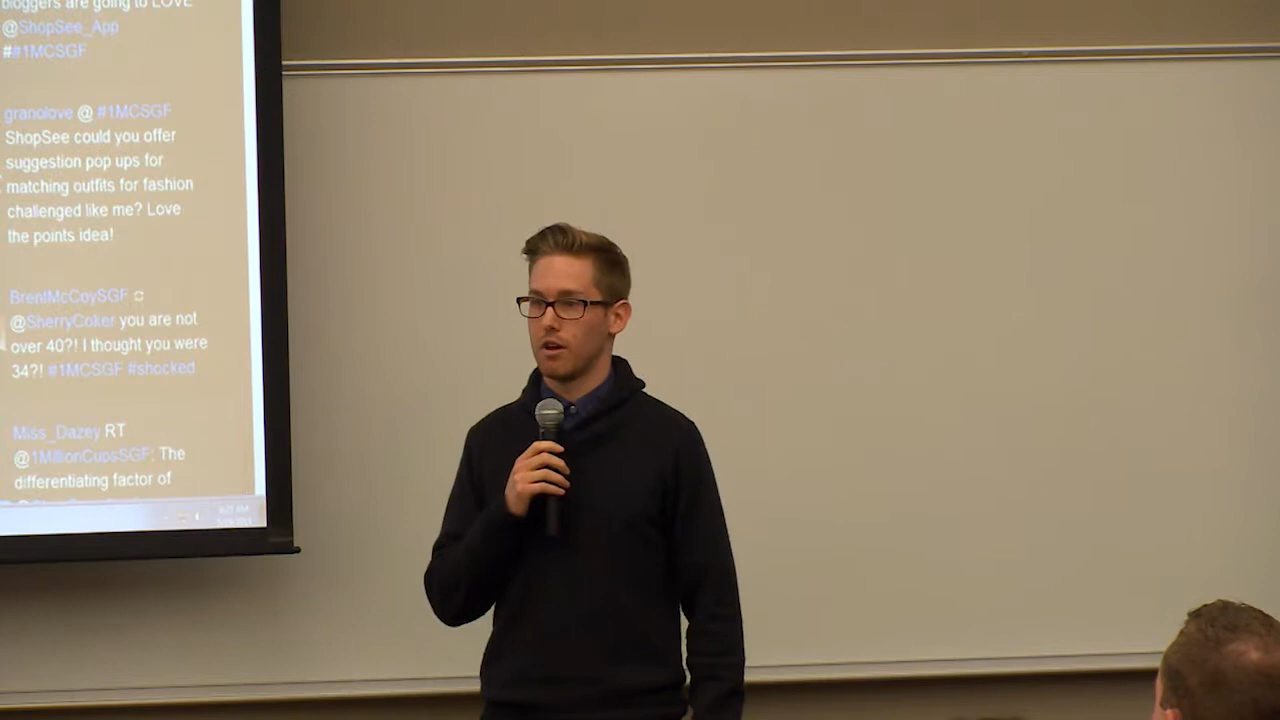 bloggers are going to LOVE
@ShopSee_App
##1MCSGF
granolove @ #1MCSGF
ShopSee could you offer
suggestion pop ups for
matching outfits for fashion
challenged like me? Love
the points idea!
BrentMcCoySGF
@SherryCoker you are not
over 40?! I thought you were
34?! #1MCSGF #shocked
Miss_Dazey RT
@1MillionCupsSGF: The
differentiating factor of